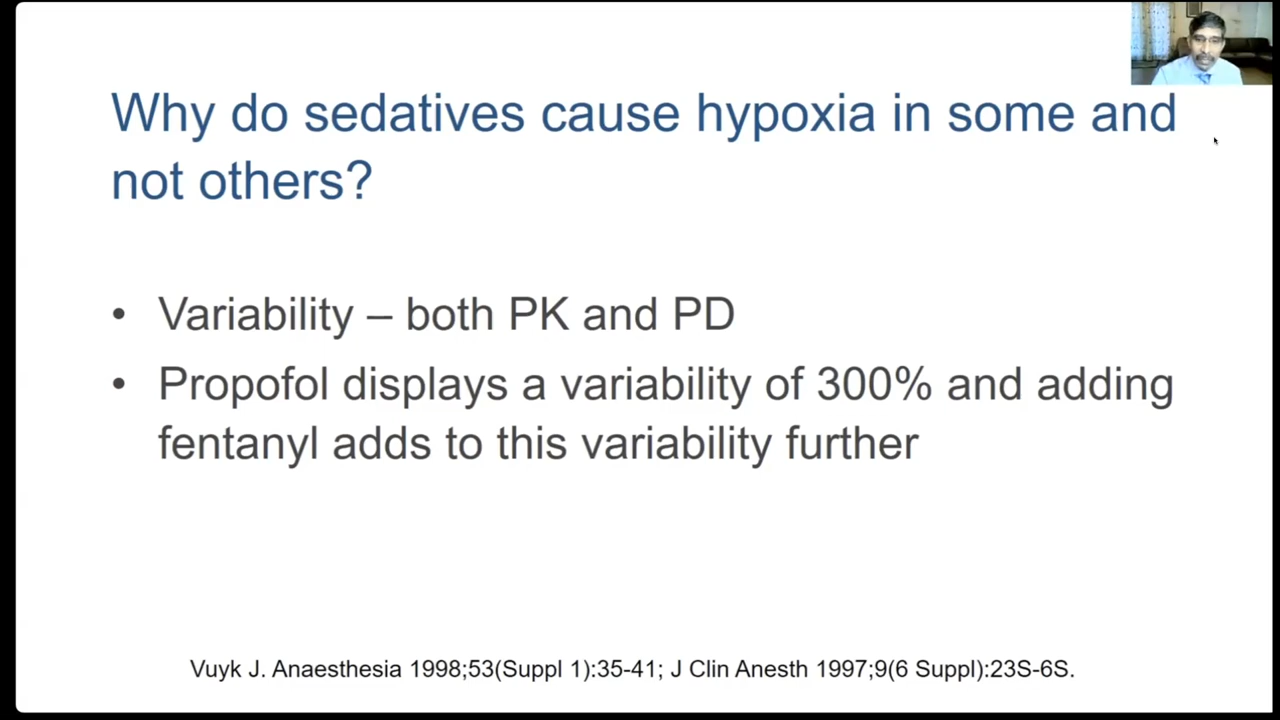 Why do sedatives cause hypoxia in some and
not others?
• Variability – both PK and PD
• Propofol displays a variability of 300% and adding
fentanyl adds to this variability further
Vuyk J. Anaesthesia 1998;53(Suppl 1):35-41; J Clin Anesth 1997;9(6 Suppl):23S-6S.